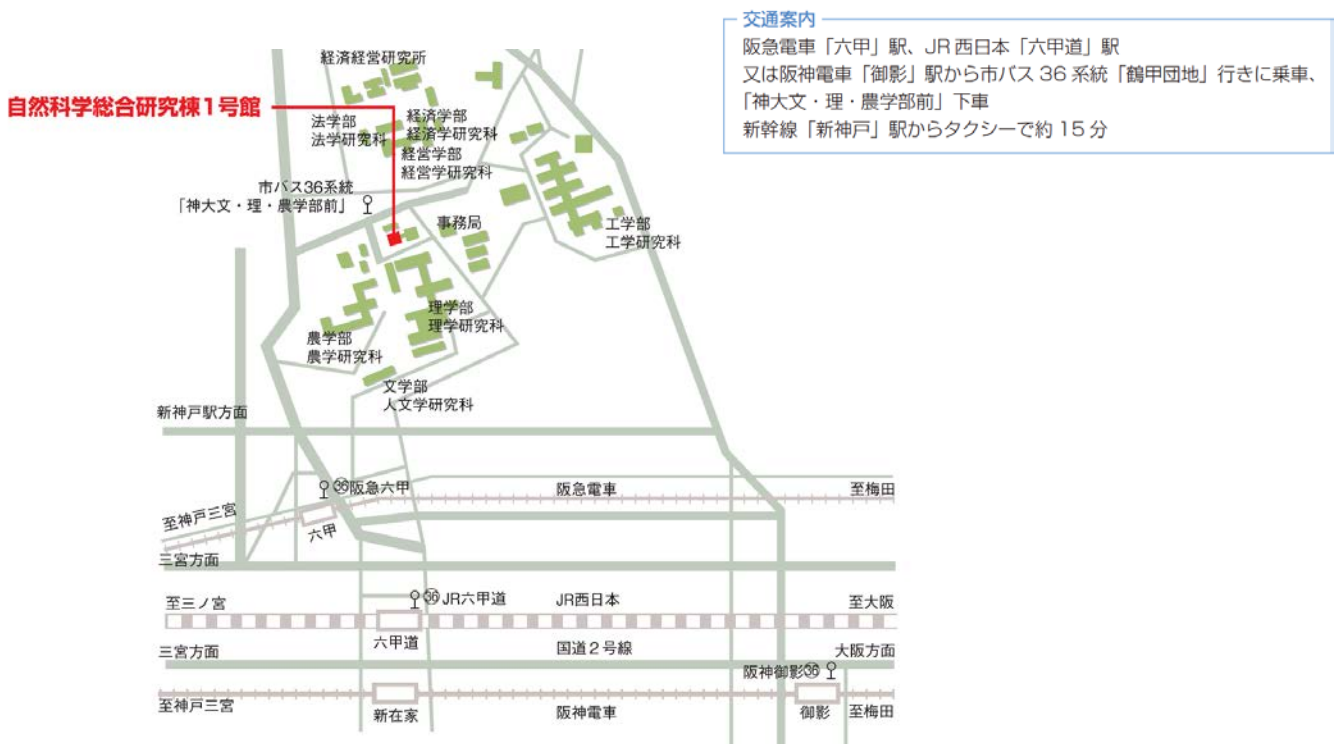 交通案内
阪急電車「六甲」駅、JR 西日本「六甲道」駅
又は阪神電車「御影」駅から市バス 36 系統「鶴甲団地」行きに乗車、
「神大文・理・農学部前」下車
新幹線「新神戸」駅からタクシーで約 15 分
経済経営研究所
自然科学総合研究棟1号館
法学部
法学研究科
経済学部
経済学研究科
経営学部
経営学研究科
市バス36系統
「神大文・理・農学部前」
事務局
工学部
工学研究科
理学部
理学研究科
農学部
農学研究科
文学部
人文学研究科
新神戸駅方面
㊱阪急六甲
阪急電車
至梅田
至神戸三宮
六甲
三宮方面
㊱JR六甲道
JR西日本
至三ノ宮
至大阪
六甲道
国道2号線
三宮方面
大阪方面
阪神御影㊱
至神戸三宮
新在家
阪神電車
御影
至梅田